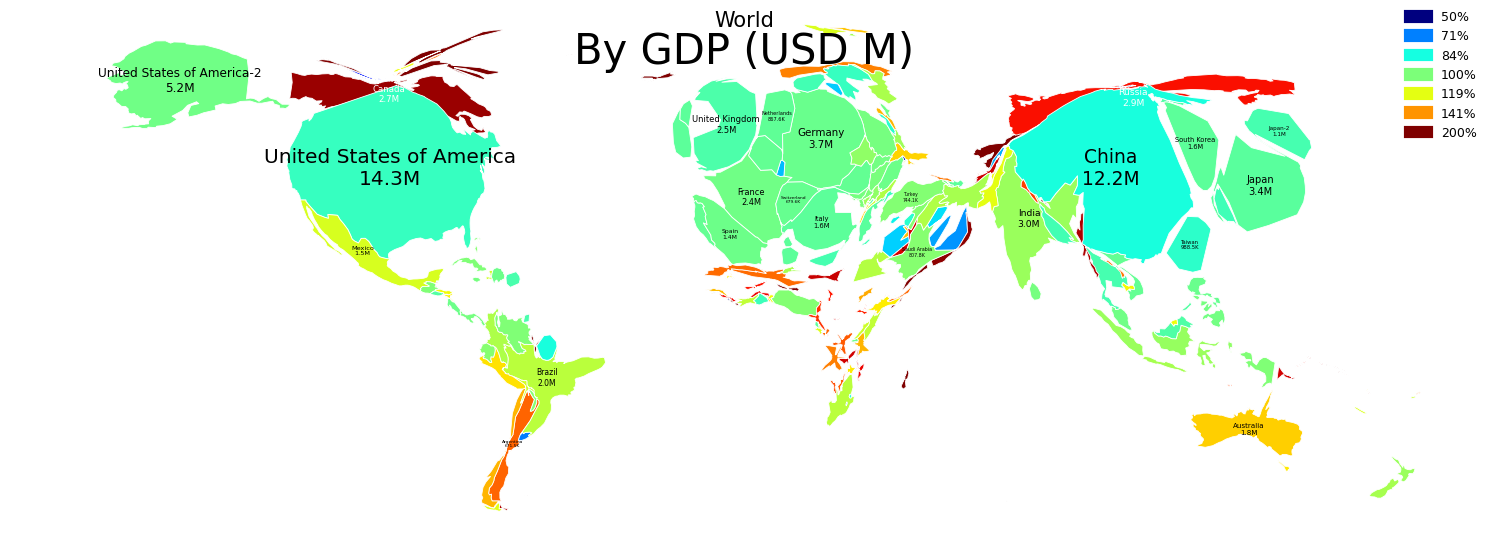 World
By GDP (USD M)
50%
71%
84%
100%
119%
141%
200%
United States of America-2
5.2M
Canada
2.7M
Russia
2.9M
United Kingdom
2.5M
Netherlands
867.6K
Germany
3.7M
South Korea
1.6M
Japan-2
1.1M
United States of America
14.3M
China
12.2M
France
2.4M
Switzerland
Turkey
744.1K
Japan
3.4M
Spain
1.4M
Italy
1.6M
India
3.0M
Mexico
1.5M
Saudi Arabia
807.8K
Taiwan
988.5K
Brazil
2.0M
Argentina
Australia
1.8M